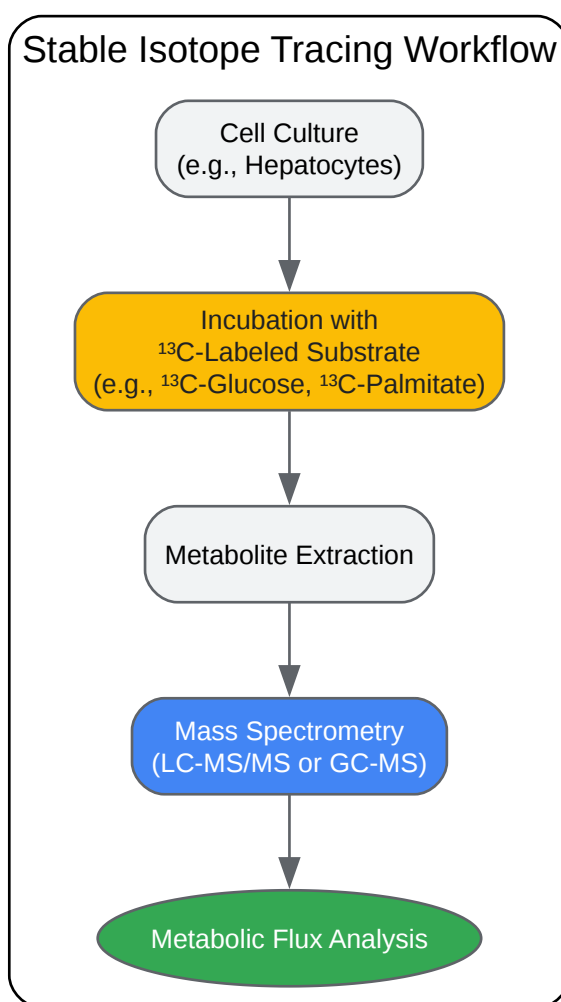 Stable Isotope Tracing Workflow
Cell Culture
(e.g., Hepatocytes)
Incubation with
¹³C-Labeled Substrate
(e.g., ¹³C-Glucose, ¹³C-Palmitate)
Metabolite Extraction
Mass Spectrometry
(LC-MS/MS or GC-MS)
Metabolic Flux Analysis